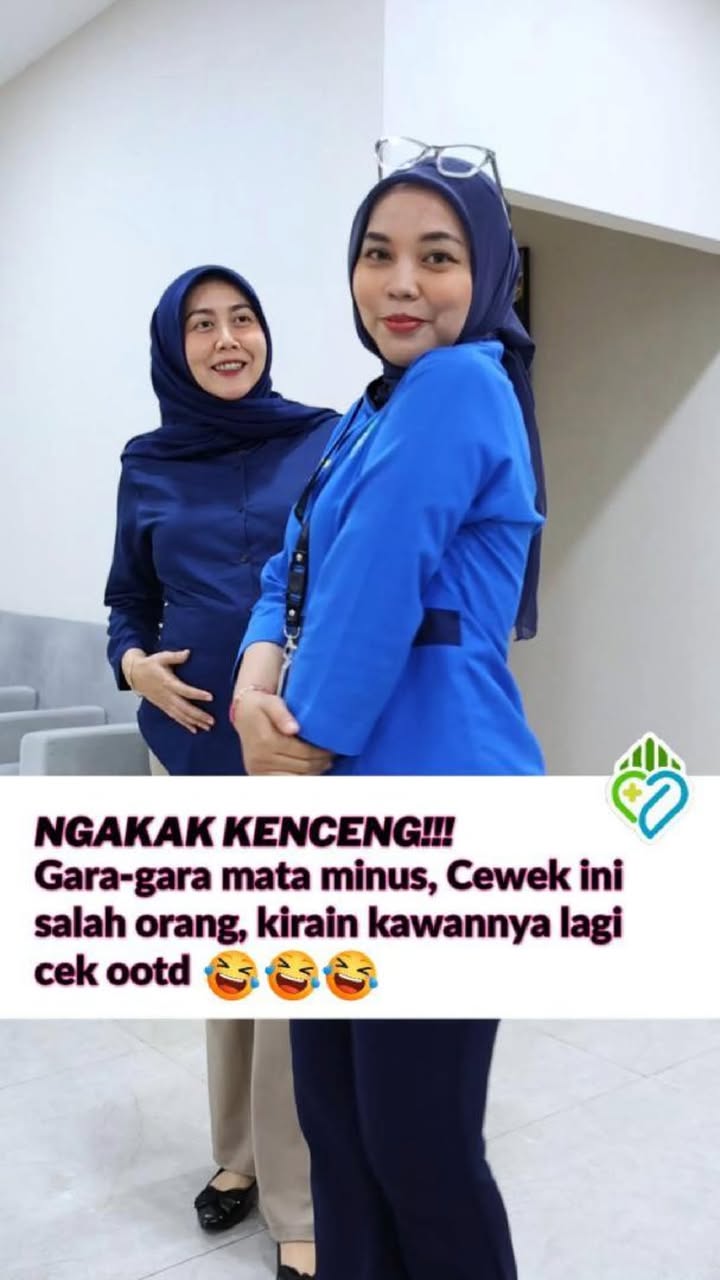 NGAKAK KENCENG!!!
Gara-gara mata minus, Cewek ini
salah orang, kirain kawannya lagi
cek ootd 🤣🤣🤣